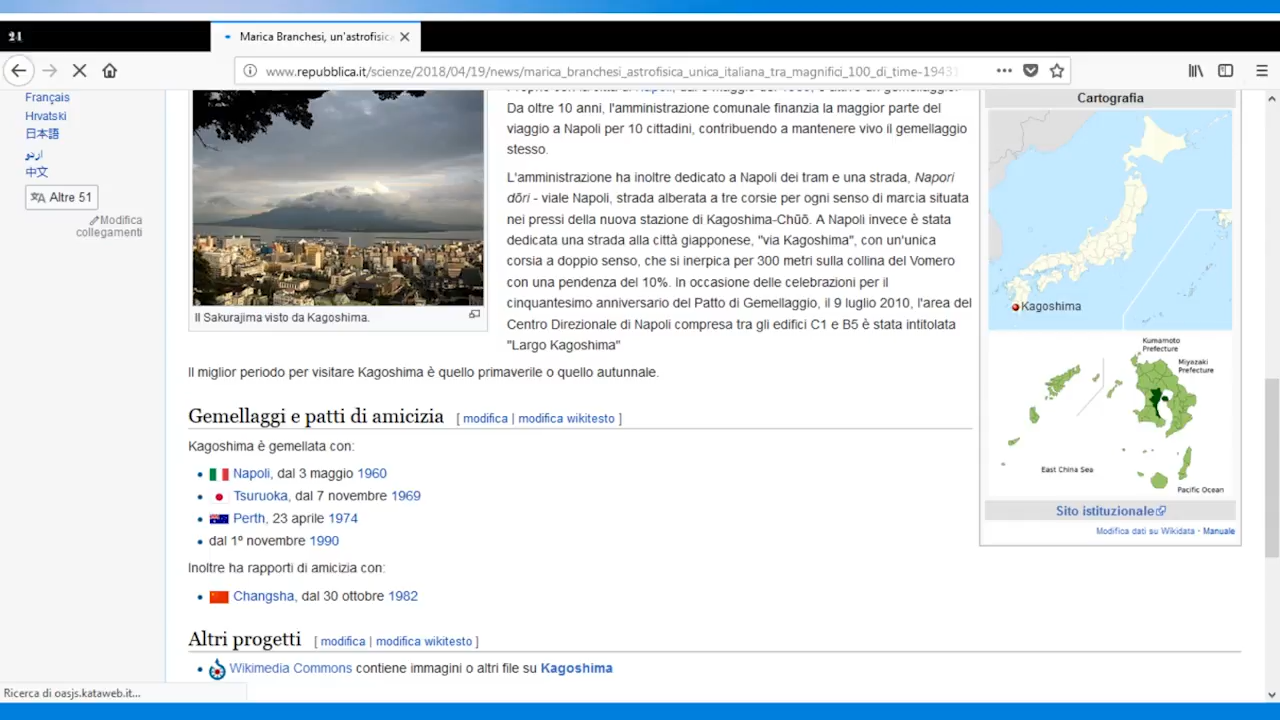 21
Marica Branchesi, un'astrofisica
www.repubblica.it/scienze/2018/04/19/news/marica_branchesi_astrofisica_unica_italiana_tra_magnifici_100_di_time-19431
Français
Hrvatski
日本語
اردو
中文
Altre 51
Modifica
collegamenti
Il Sakurajima visto da Kagoshima.
Da oltre 10 anni, l'amministrazione comunale finanzia la maggior parte del
viaggio a Napoli per 10 cittadini, contribuendo a mantenere vivo il gemellaggio
stesso.
L'amministrazione ha inoltre dedicato a Napoli dei tram e una strada, Napori
dōri - viale Napoli, strada alberata a tre corsie per ogni senso di marcia situata
nei pressi della nuova stazione di Kagoshima-Chūō. A Napoli invece è stata
dedicata una strada alla città giapponese, "via Kagoshima", con un'unica
corsia a doppio senso, che si inerpica per 300 metri sulla collina del Vomero
con una pendenza del 10%. In occasione delle celebrazioni per il
cinquantesimo anniversario del Patto di Gemellaggio, il 9 luglio 2010, l'area del
Centro Direzionale di Napoli compresa tra gli edifici C1 e B5 è stata intitolata
"Largo Kagoshima"
Il miglior periodo per visitare Kagoshima è quello primaverile o quello autunnale.
Gemellaggi e patti di amicizia [ modifica | modifica wikitesto ]
Kagoshima è gemellata con:
Napoli, dal 3 maggio 1960
Tsuruoka, dal 7 novembre 1969
Perth, 23 aprile 1974
dal 1º novembre 1990
Inoltre ha rapporti di amicizia con:
Changsha, dal 30 ottobre 1982
Altri progetti [ modifica | modifica wikitesto ]
Wikimedia Commons contiene immagini o altri file su Kagoshima
Cartografia
Kagoshima
Kumamoto
Prefecture
Miyazaki
Prefecture
East China Sea
Pacific Ocean
Sito istituzionale
Modifica dati su Wikidata · Manuale
Ricerca di oasjs.kataweb.it...